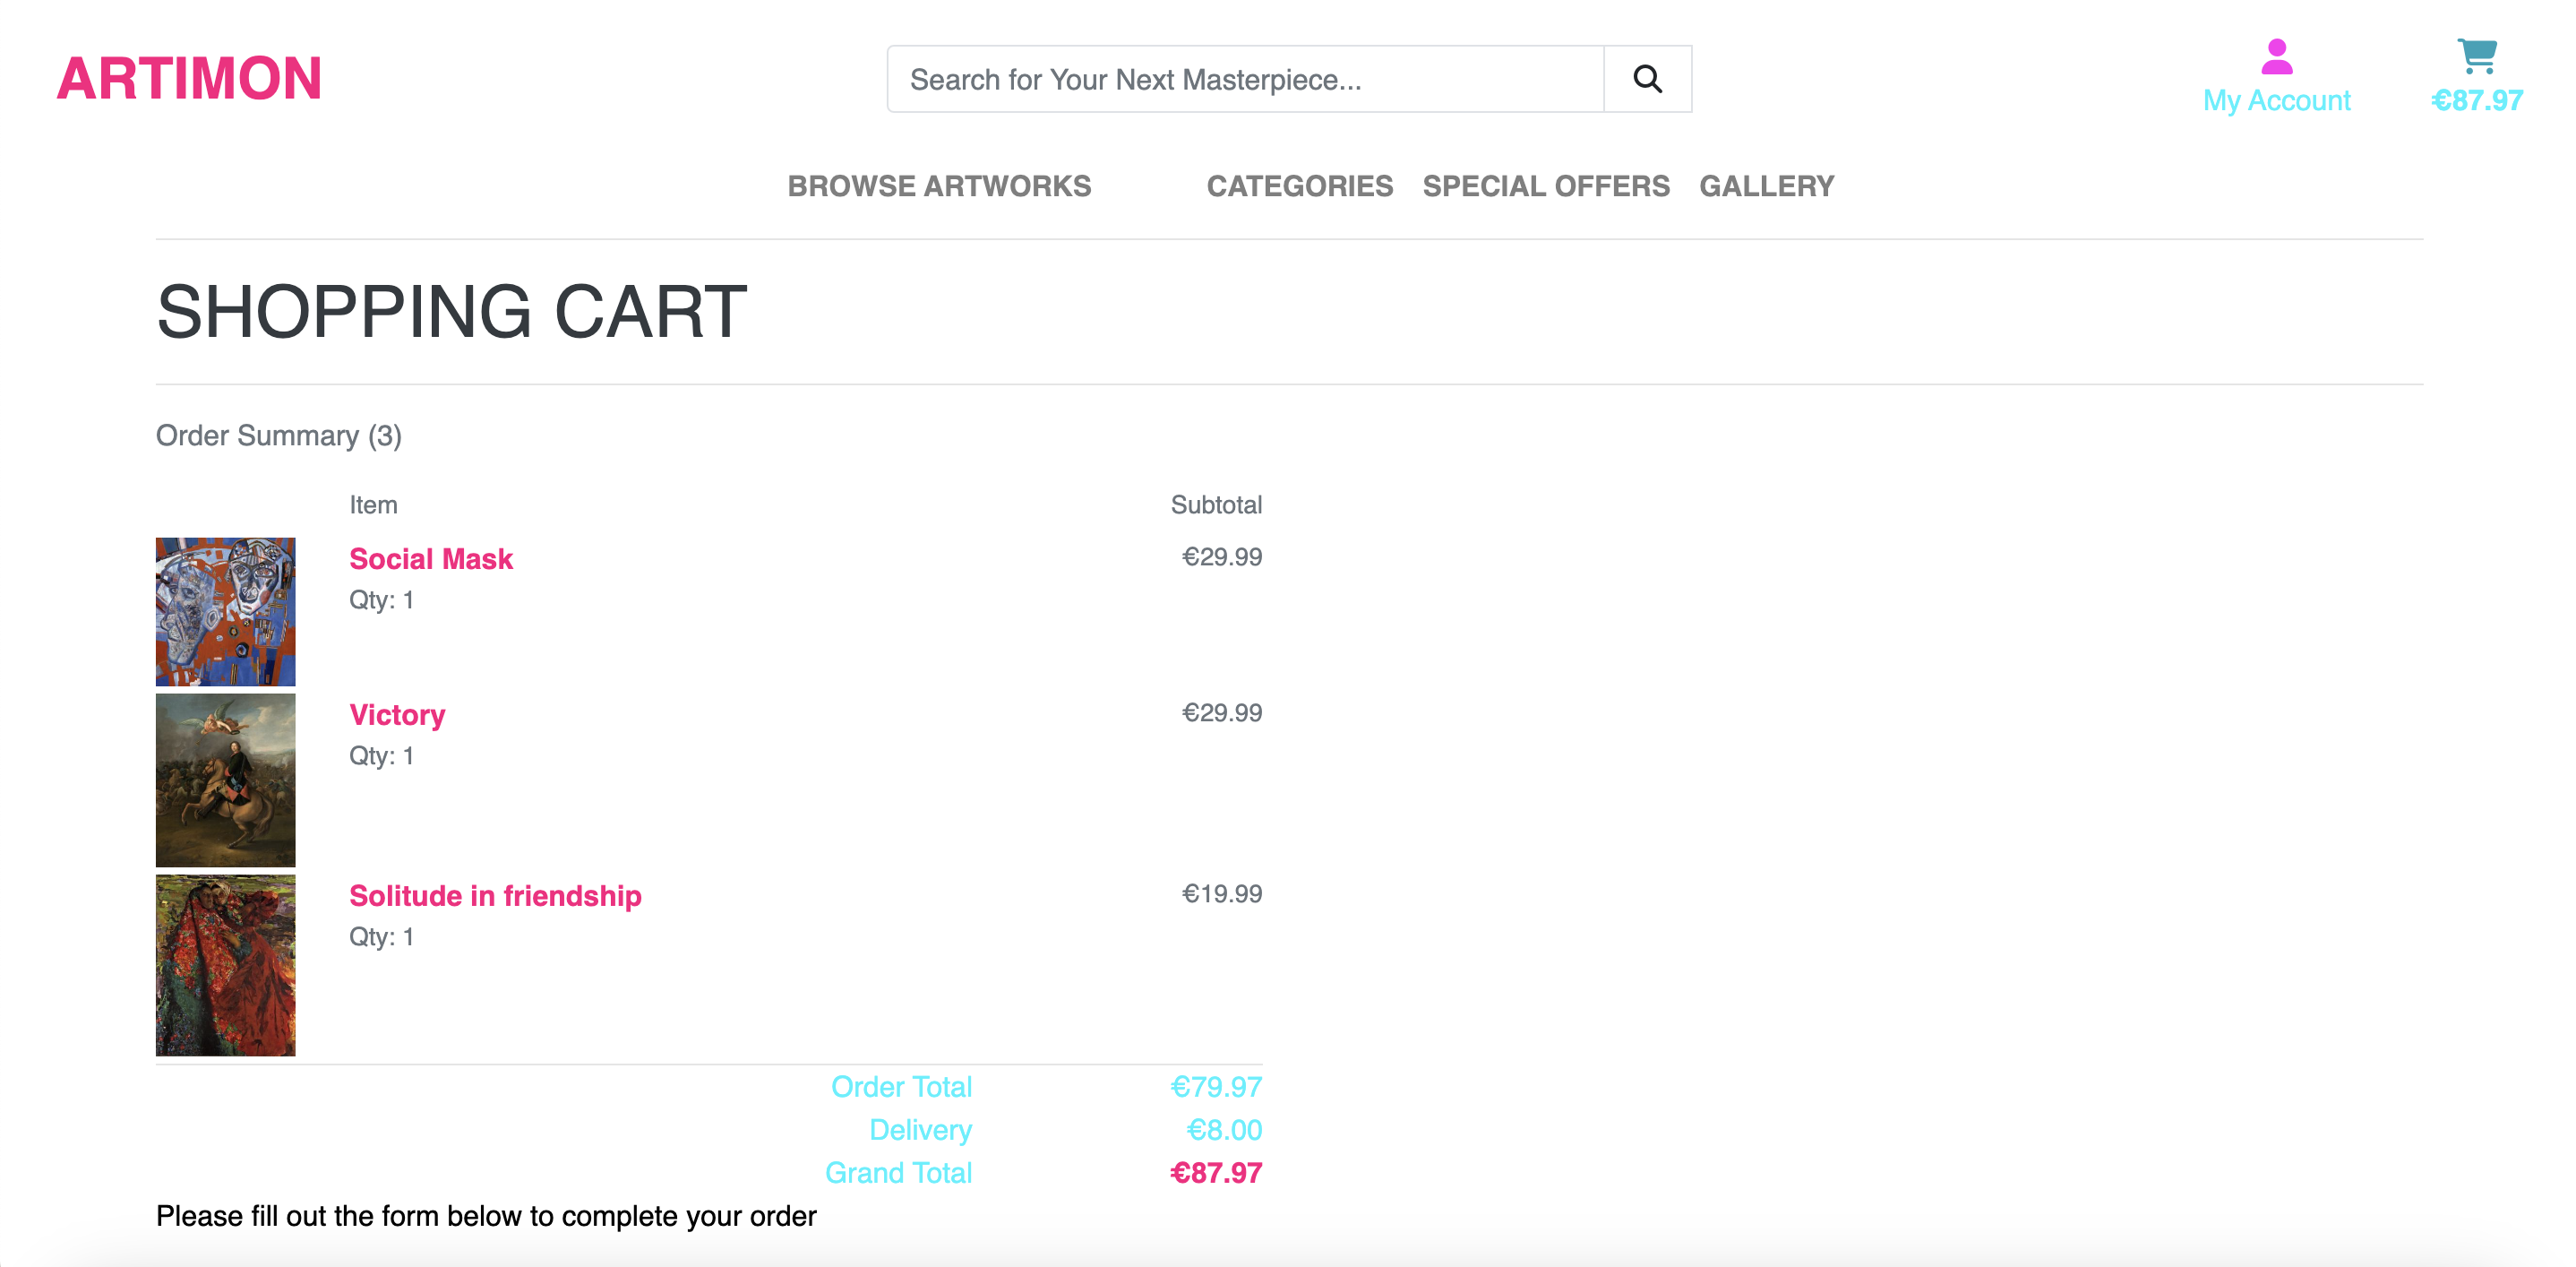 ARTIMON
Search for Your Next Masterpiece...
My Account
€87.97
BROWSE ARTWORKS CATEGORIES SPECIAL OFFERS GALLERY
SHOPPING CART
Order Summary (3)
Item Subtotal
Social Mask €29.99
Qty: 1
Victory €29.99
Qty: 1
Solitude in friendship €19.99
Qty: 1
Order Total €79.97
Delivery €8.00
Grand Total €87.97
Please fill out the form below to complete your order